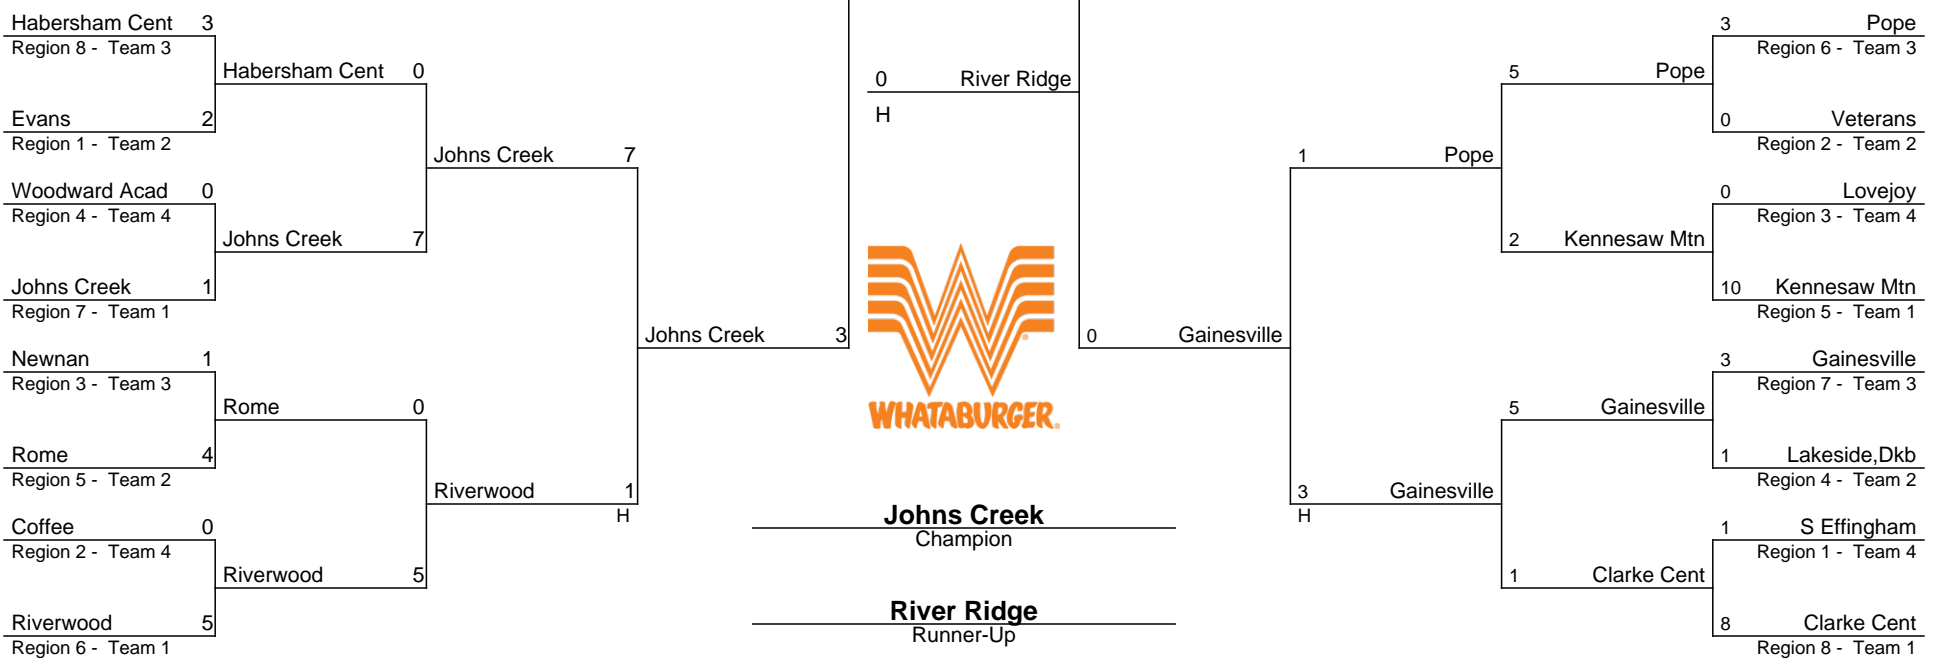 Habersham Cent 3
Region 8 - Team 3
Habersham Cent 0
Evans 2
Region 1 - Team 2
Johns Creek 7
Woodward Acad 0
Region 4 - Team 4
Johns Creek 7
Johns Creek 1
Region 7 - Team 1
Johns Creek 3
Newnan 1
Region 3 - Team 3
Rome 0
Rome 4
Region 5 - Team 2
Riverwood 1
H
Coffee 0
Region 2 - Team 4
Riverwood 5
Riverwood 5
Region 6 - Team 1
0 River Ridge
H
WHATABURGER
Johns Creek
Champion
River Ridge
Runner-Up
3 Pope
Region 6 - Team 3
5 Pope
0 Veterans
Region 2 - Team 2
1 Pope
0 Lovejoy
Region 3 - Team 4
2 Kennesaw Mtn
10 Kennesaw Mtn
Region 5 - Team 1
0 Gainesville
3 Gainesville
Region 7 - Team 3
5 Gainesville
1 Lakeside,Dkb
Region 4 - Team 2
3 Gainesville
H
1 S Effingham
Region 1 - Team 4
1 Clarke Cent
8 Clarke Cent
Region 8 - Team 1